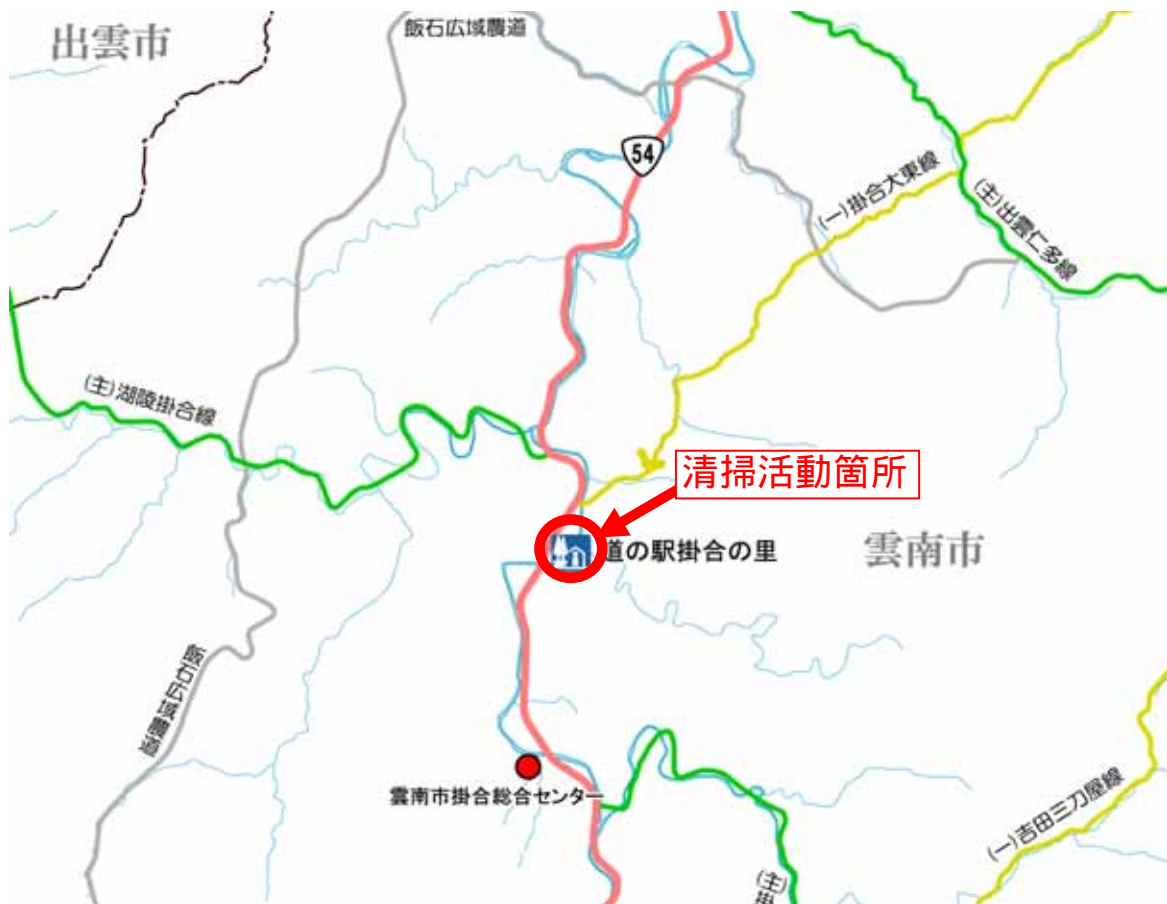 出雲市
飯石広域農道
54
(一)掛合大東線
(主)出雲仁多線
(主)湖陵掛合線
清掃活動箇所
道の駅掛合の里
雲南市
飯石広域農道
雲南市掛合総合センター
(一)吉田三刀屋線
(主)掛